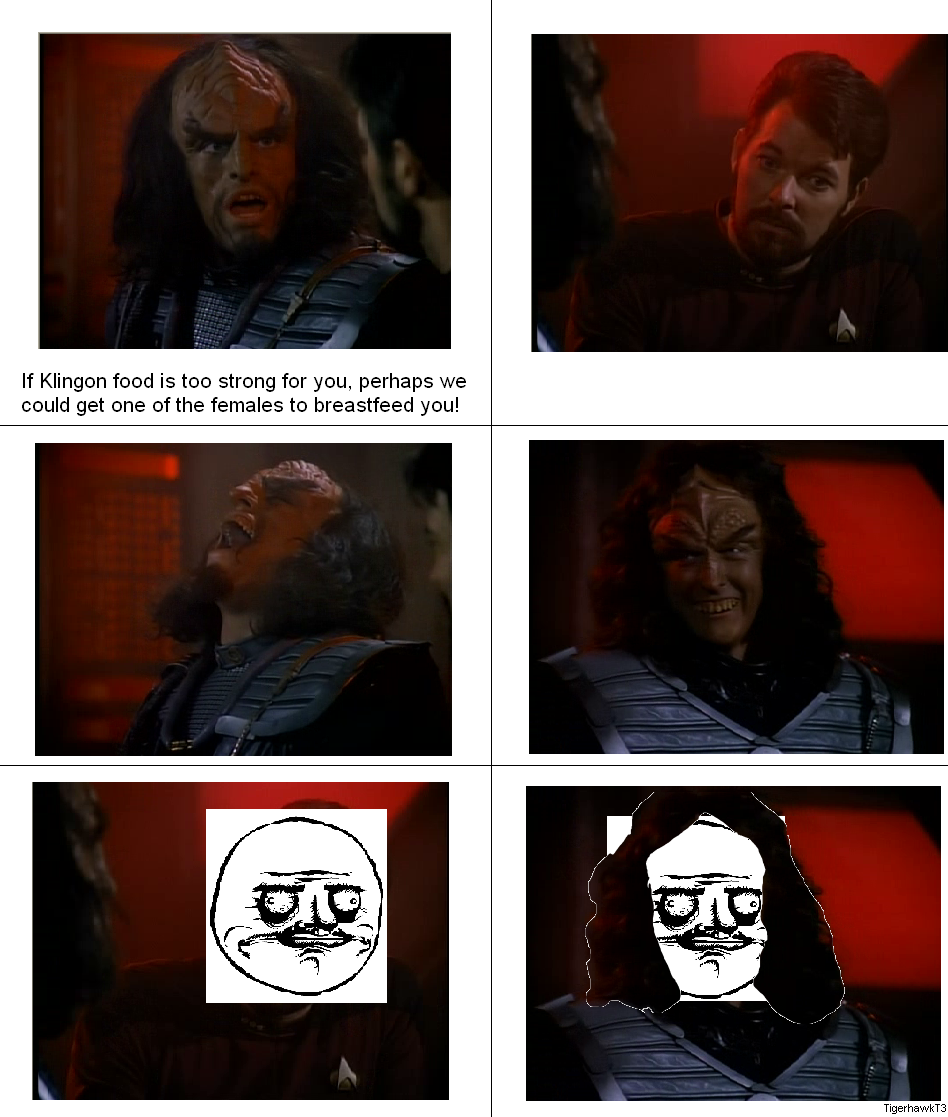 If Klingon food is too strong for you, perhaps we
could get one of the females to breastfeed you!
TigerhawkT3